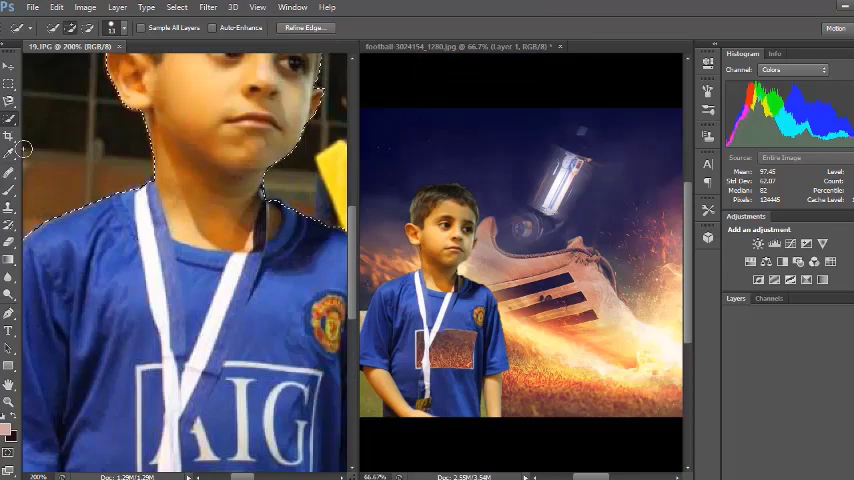 Ps File Edit Image Layer Type Select Filter 3D View Window Help
Sample All Layers Auto-Enhance Refine Edge...
Motion
19.JPG @ 200% (RGB/8) ×
football-3024154_1280.jpg @ 66.7% (Layer 1, RGB/8) * ×
AIG
200% Doc: 1.29M/1.29M
66.67% Doc: 2.55M/3.54M
Histogram Info
Channel: Colors
Source: Entire Image
Mean: 97.45 Level:
Std Dev: 62.07 Count:
Median: 82 Percentile:
Pixels: 124445 Cache Level:
Adjustments
Add an adjustment
Layers Channels